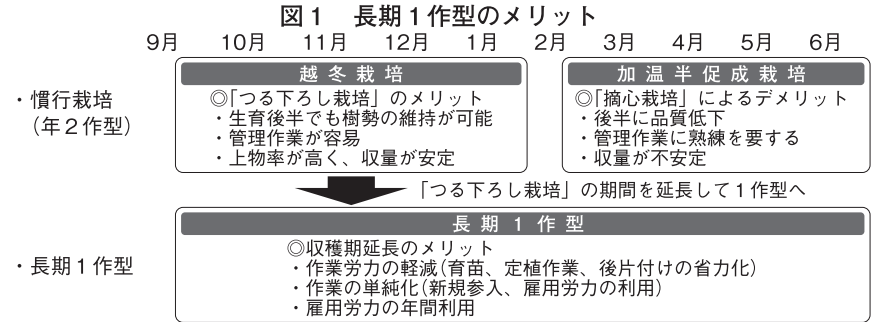 図1 長期1作型のメリット
9月 10月 11月 12月 1月 2月 3月 4月 5月 6月
・慣行栽培
（年2作型）
越冬栽培
◎｢つる下ろし栽培」のメリット
・生育後半でも樹勢の維持が可能
・管理作業が容易
・上物率が高く、収量が安定
加温半促成栽培
◎｢摘心栽培」によるデメリット
・後半に品質低下
・管理作業に熟練を要する
・収量が不安定
「つる下ろし栽培」の期間を延長して1作型へ
・長期1作型
長期1作型
◎収穫期延長のメリット
・作業労力の軽減(育苗、定植作業、後片付けの省力化)
・作業の単純化(新規参入、雇用労力の利用)
・雇用労力の年間利用